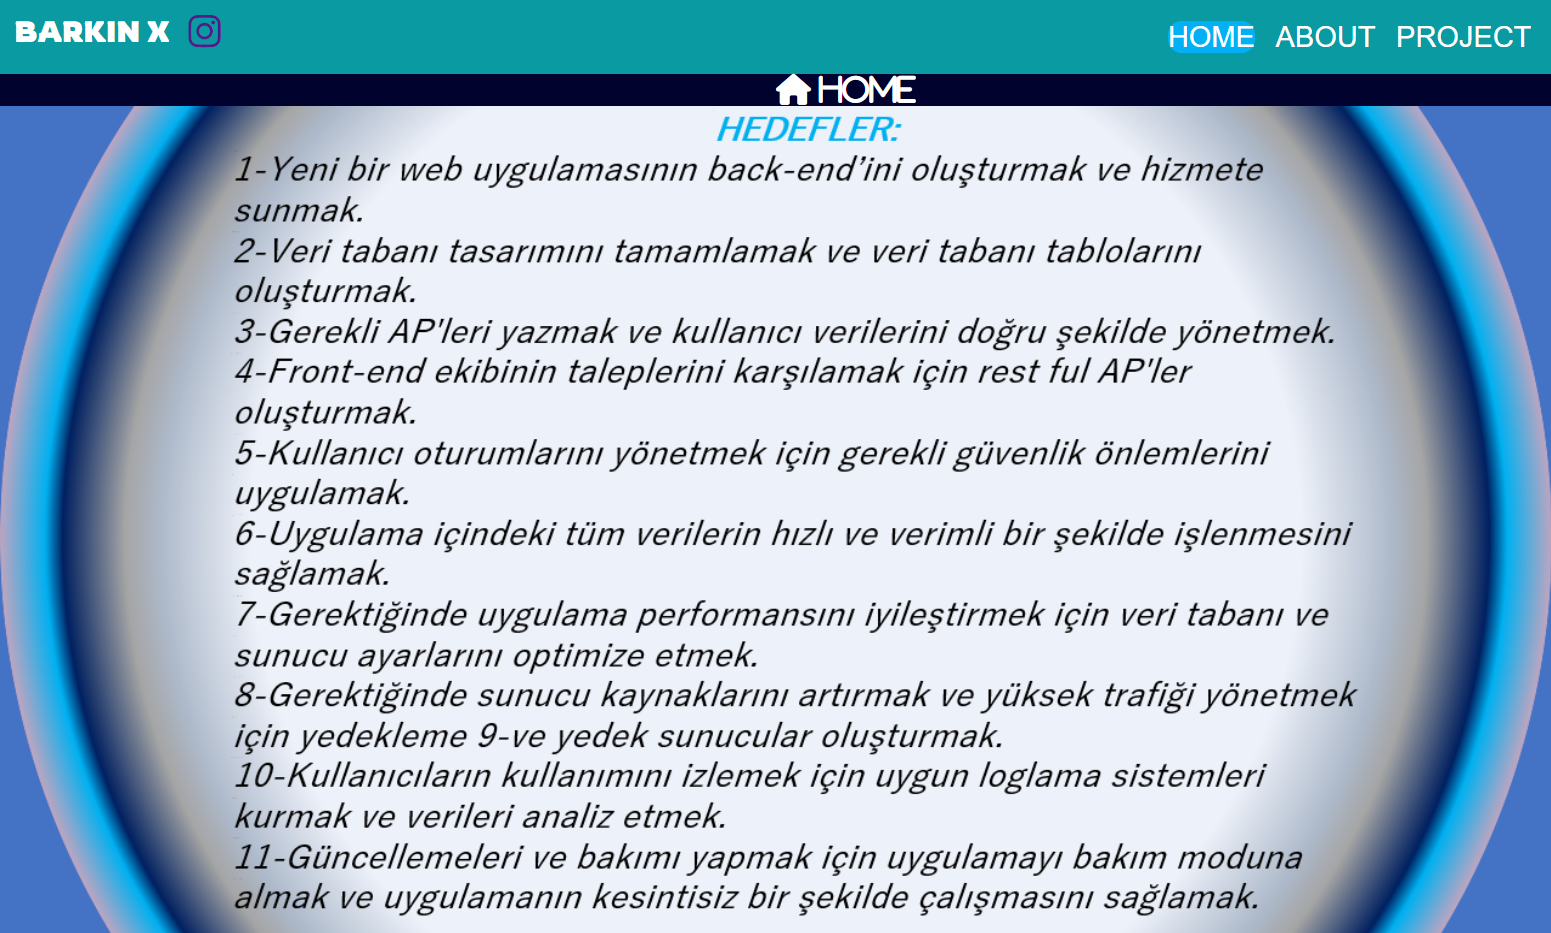 BARKIN X
HOME ABOUT PROJECT
HOME
HEDEFLER:
1-Yeni bir web uygulamasının back-end’ini oluşturmak ve hizmete
sunmak.
2-Veri tabanı tasarımını tamamlamak ve veri tabanı tablolarını
oluşturmak.
3-Gerekli AP'leri yazmak ve kullanıcı verilerini doğru şekilde yönetmek.
4-Front-end ekibinin taleplerini karşılamak için rest ful AP'ler
oluşturmak.
5-Kullanıcı oturumlarını yönetmek için gerekli güvenlik önlemlerini
uygulamak.
6-Uygulama içindeki tüm verilerin hızlı ve verimli bir şekilde işlenmesini
sağlamak.
7-Gerektiğinde uygulama performansını iyileştirmek için veri tabanı ve
sunucu ayarlarını optimize etmek.
8-Gerektiğinde sunucu kaynaklarını artırmak ve yüksek trafiği yönetmek
için yedekleme 9-ve yedek sunucular oluşturmak.
10-Kullanıcıların kullanımını izlemek için uygun loglama sistemleri
kurmak ve verileri analiz etmek.
11-Güncellemeleri ve bakımı yapmak için uygulamayı bakım moduna
almak ve uygulamanın kesintisiz bir şekilde çalışmasını sağlamak.